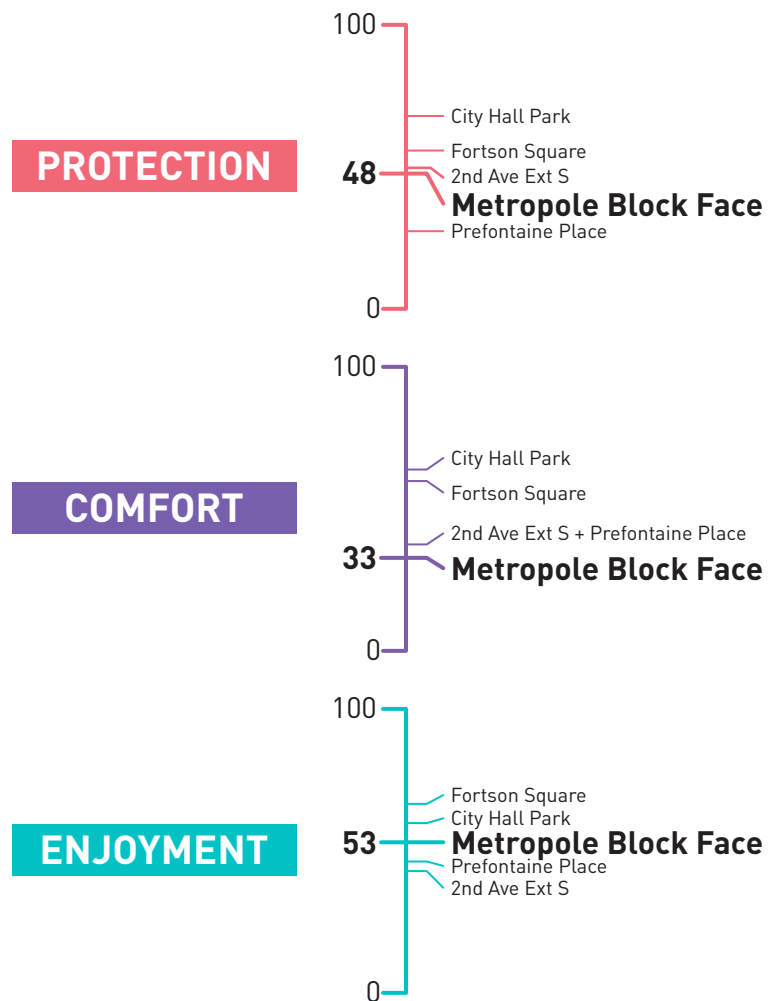 100
City Hall Park
PROTECTION
Fortson Square
48
2nd Ave Ext S
Metropole Block Face
Prefontaine Place
0
100
City Hall Park
COMFORT
Fortson Square
2nd Ave Ext S + Prefontaine Place
33
Metropole Block Face
0
100
Fortson Square
City Hall Park
ENJOYMENT
53
Metropole Block Face
Prefontaine Place
2nd Ave Ext S
0